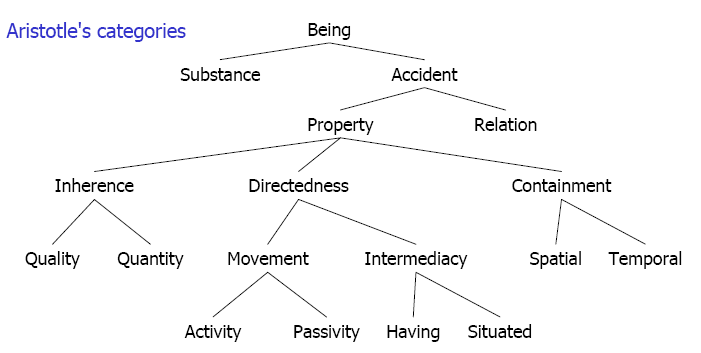 Aristotle's categories
Being
Substance Accident
Property Relation
Inherence Directedness Containment
Quality Quantity Movement Intermediacy Spatial Temporal
Activity Passivity Having Situated